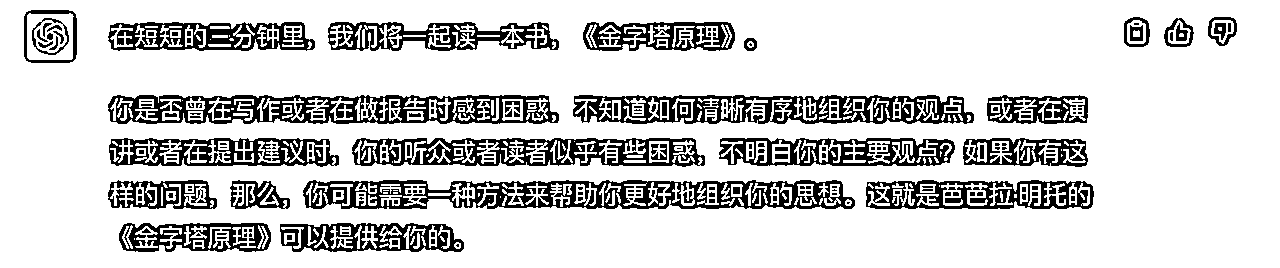 在短短的三分钟里，我们将一起读一本书，《金字塔原理》。
你是否曾在写作或者在做报告时感到困惑，不知道如何清晰有序地组织你的观点，或者在演
讲或者在提出建议时，你的听众或者读者似乎有些困惑，不明白你的主要观点？如果你有这
样的问题，那么，你可能需要一种方法来帮助你更好地组织你的思想。这就是芭芭拉·明托的
《金字塔原理》可以提供给你的。